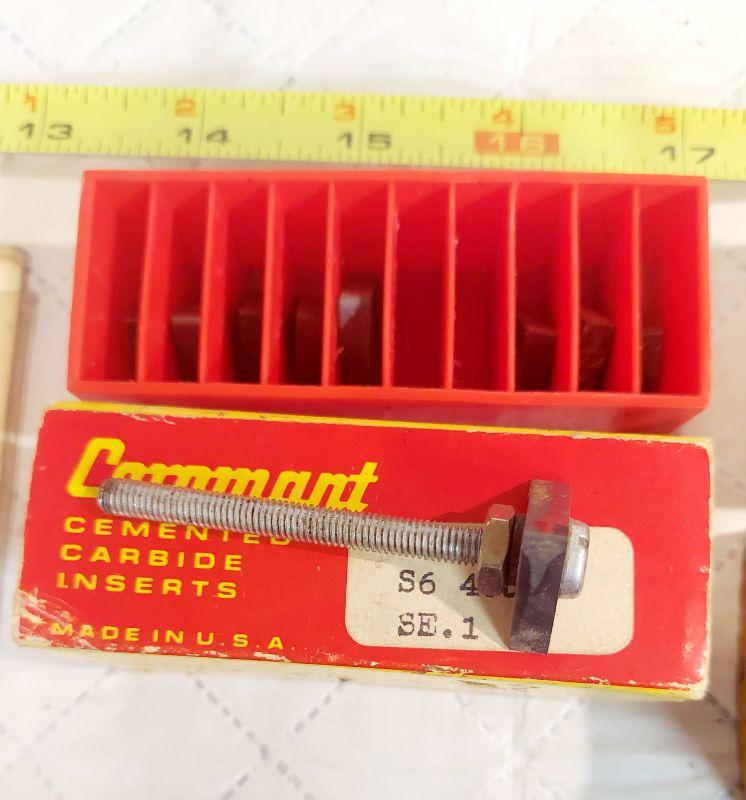 1 2 3 4 5
13 14 15 16 17
Coromant
CEMENTED
CARBIDE
INSERTS
MADE IN U.S.A.
S6
SE.1